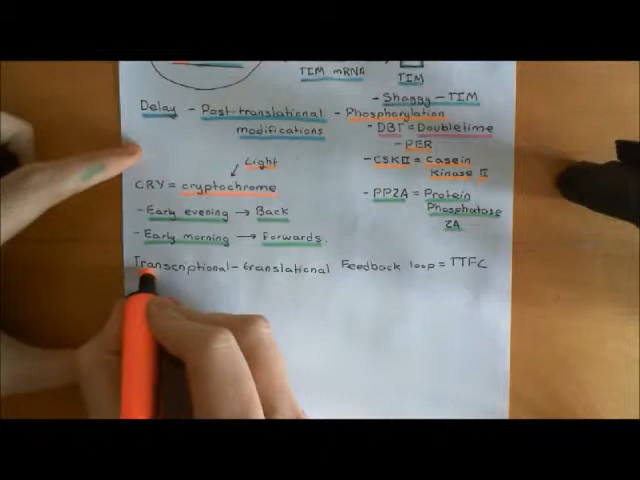 TIM mRNA
TIM
Delay - Post-translational modifications
- Phosphorylation
- Shaggy - TIM
- DBT = Doubletime
- PER
- CSKII = Casein Kinase II
- PP2A = Protein Phosphatase 2A
Light
CRY = cryptochrome
- Early evening → Back
- Early morning → Forwards.
Transcriptional-translational Feedback loop = TTFC